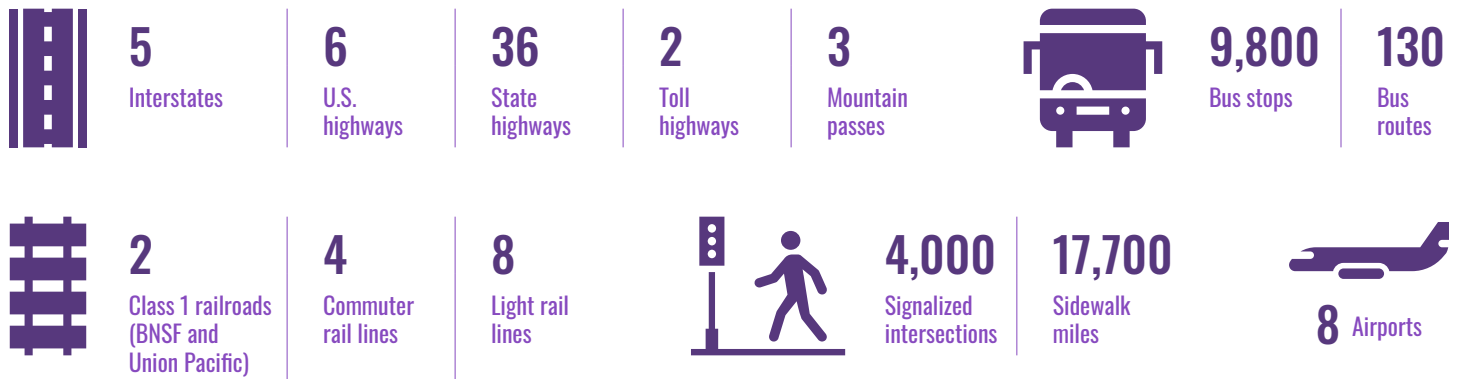 5
Interstates
6
U.S.
highways
36
State
highways
2
Toll
highways
3
Mountain
passes
9,800
Bus stops
130
Bus
routes
2
Class 1 railroads
(BNSF and
Union Pacific)
4
Commuter
rail lines
8
Light rail
lines
4,000
Signalized
intersections
17,700
Sidewalk
miles
8 Airports